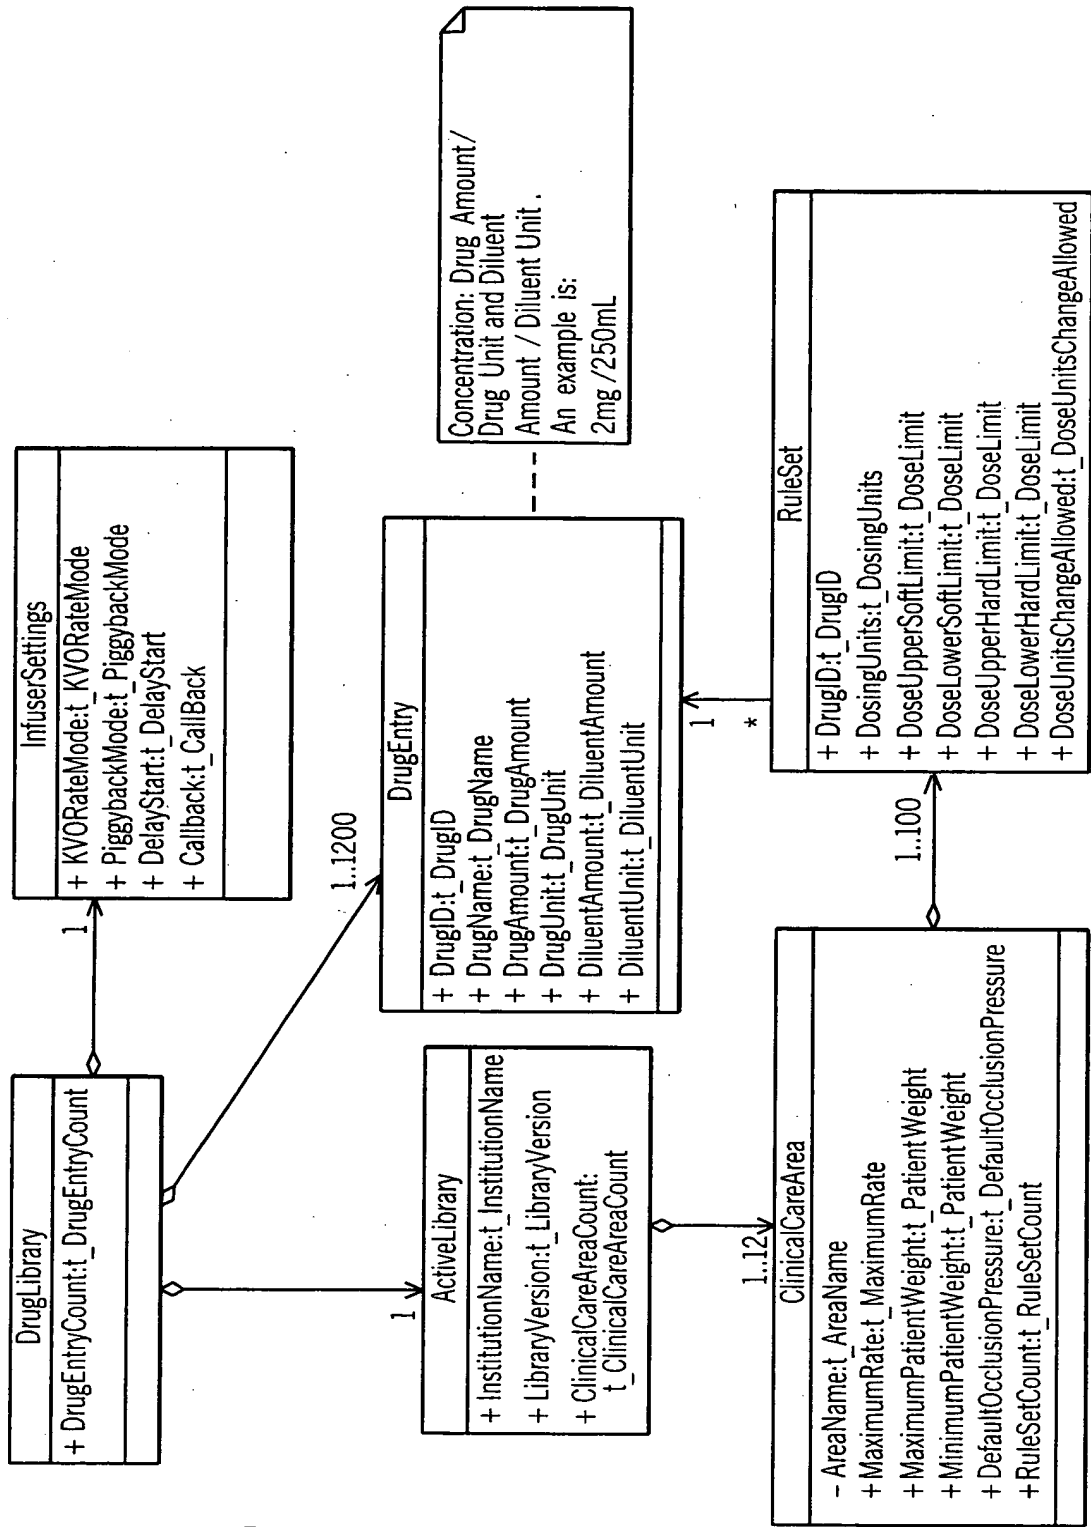 DrugLibrary
+ DrugEntryCount:t_DrugEntryCount
1
InfuserSettings
+ KVORateMode:t_KVORateMode
+ PiggybackMode:t_PiggybackMode
+ DelayStart:t_DelayStart
+ Callback:t_CallBack
1
ActiveLibrary
+ InstitutionName:t_InstitutionName
+ LibraryVersion:t_LibraryVersion
+ ClinicalCareAreaCount:
t_ClinicalCareAreaCount
1..1200
DrugEntry
+ DrugID:t_DrugID
+ DrugName:t_DrugName
+ DrugAmount:t_DrugAmount
+ DrugUnit:t_DrugUnit
+ DiluentAmount:t_DiluentAmount
+ DiluentUnit:t_DiluentUnit
Concentration: Drug Amount/
Drug Unit and Diluent
Amount / Diluent Unit.
An example is:
2mg/250mL
1..12
ClinicalCareArea
- AreaName:t_AreaName
+ MaximumRate:t_MaximumRate
+ MaximumPatientWeight:t_PatientWeight
+ MinimumPatientWeight:t_PatientWeight
+ DefaultOcclusionPressure:t_DefaultOcclusionPressure
+ RuleSetCount:t_RuleSetCount
1..100
1
*
RuleSet
+ DrugID:t_DrugID
+ DosingUnits:t_DosingUnits
+ DoseUpperSoftLimit:t_DoseLimit
+ DoseLowerSoftLimit:t_DoseLimit
+ DoseUpperHardLimit:t_DoseLimit
+ DoseLowerHardLimit:t_DoseLimit
+ DoseUnitsChangeAllowed:t_DoseUnitsChangeAllowed